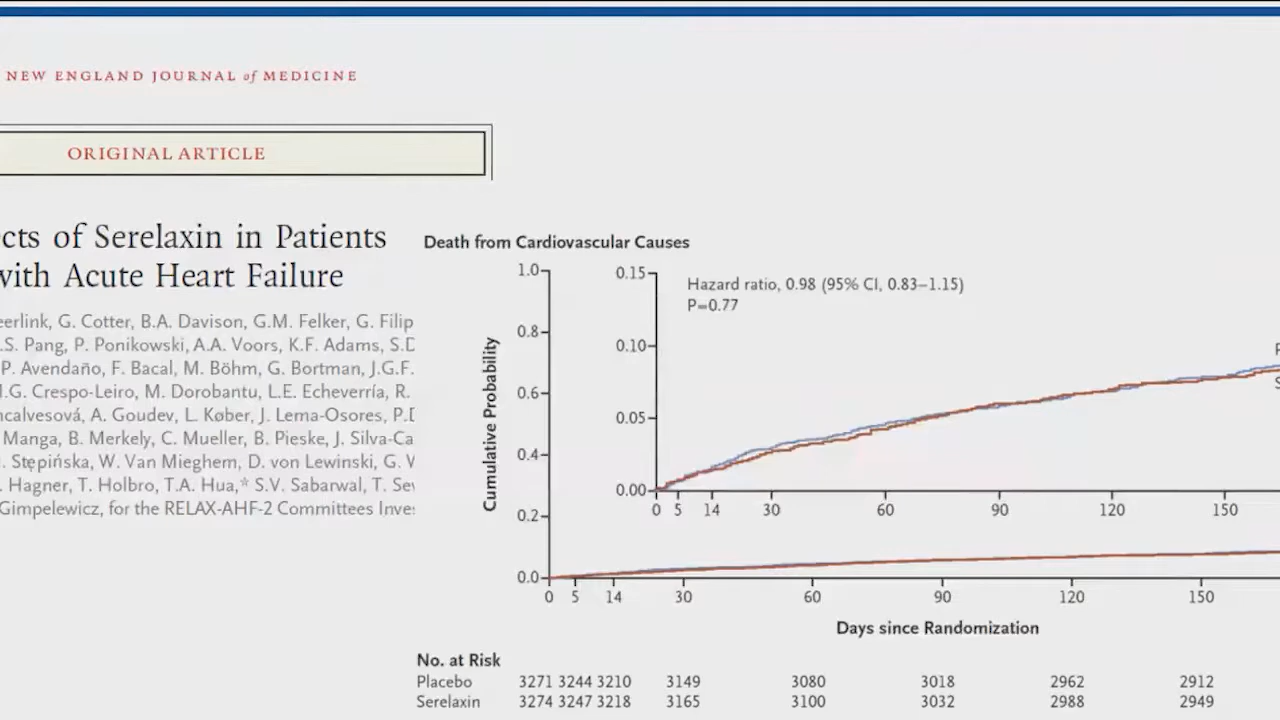 NEW ENGLAND JOURNAL of MEDICINE
ORIGINAL ARTICLE
cts of Serelaxin in Patients
with Acute Heart Failure
eerlink, G. Cotter, B.A. Davison, G.M. Felker, G. Filip
.S. Pang, P. Ponikowski, A.A. Voors, K.F. Adams, S.D
P. Avendaño, F. Bacal, M. Böhm, G. Bortman, J.G.F.
M.G. Crespo-Leiro, M. Dorobantu, L.E. Echeverría, R.
ncalvesová, A. Goudev, L. Køber, J. Lema-Osores, P.D
Manga, B. Merkely, C. Mueller, B. Pieske, J. Silva-Ca
. Stępińska, W. Van Mieghem, D. von Lewinski, G. V
. Hagner, T. Holbro, T.A. Hua,* S.V. Sabarwal, T. Sev
Gimpelewicz, for the RELAX-AHF-2 Committees Inves
Death from Cardiovascular Causes
1.0
0.8
0.6
0.4
0.2
0.0
Cumulative Probability
0.15
0.10
0.05
0.00
Hazard ratio, 0.98 (95% CI, 0.83–1.15)
P=0.77
P
S
0 5 14 30 60 90 120 150
0 5 14 30 60 90 120 150
Days since Randomization
No. at Risk
Placebo 3271 3244 3210 3149 3080 3018 2962 2912
Serelaxin 3274 3247 3218 3165 3100 3032 2988 2949